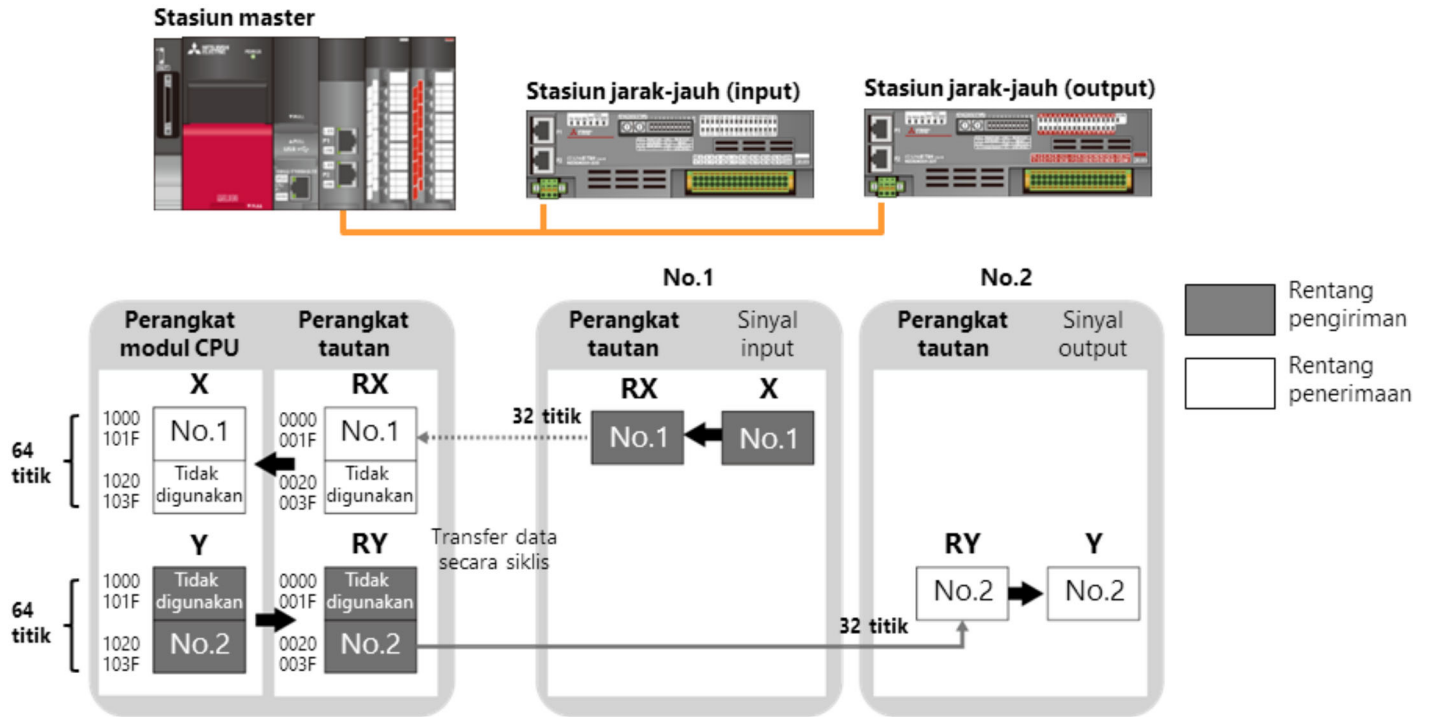 Stasiun master
Stasiun jarak-jauh (input)
Stasiun jarak-jauh (output)
No.1
No.2
Rentang
pengiriman
Rentang
penerimaan
Perangkat
modul CPU
Perangkat
tautan
Perangkat
tautan
Sinyal
input
Perangkat
tautan
Sinyal
output
X
RX
RX
X
64
titik
1000
101F
No.1
0000
001F
No.1
32 titik
No.1
No.1
1020
103F
Tidak
digunakan
0020
003F
Tidak
digunakan
Transfer data
secara siklis
Y
RY
RY
Y
64
titik
1000
101F
Tidak
digunakan
0000
001F
Tidak
digunakan
No.2
No.2
1020
103F
No.2
0020
003F
No.2
32 titik